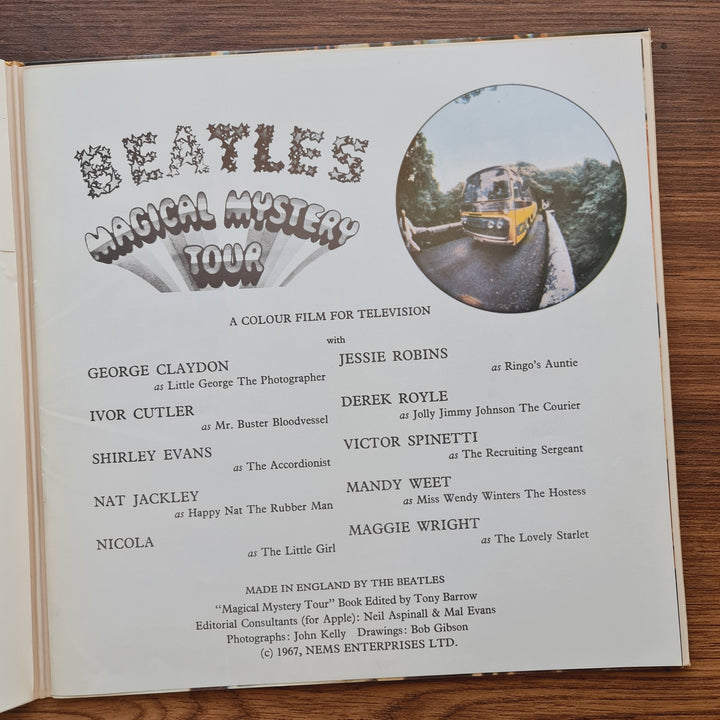 BEATLES
MAGICAL MYSTERY
TOUR
A COLOUR FILM FOR TELEVISION
with
GEORGE CLAYDON
as Little George The Photographer
JESSIE ROBINS
as Ringo's Auntie
IVOR CUTLER
as Mr. Buster Bloodvessel
DEREK ROYLE
as Jolly Jimmy Johnson The Courier
SHIRLEY EVANS
as The Accordionist
VICTOR SPINETTI
as The Recruiting Sergeant
NAT JACKLEY
as Happy Nat The Rubber Man
MANDY WEET
as Miss Wendy Winters The Hostess
NICOLA
as The Little Girl
MAGGIE WRIGHT
as The Lovely Starlet
MADE IN ENGLAND BY THE BEATLES
“Magical Mystery Tour” Book Edited by Tony Barrow
Editorial Consultants (for Apple): Neil Aspinall & Mal Evans
Photographs: John Kelly Drawings: Bob Gibson
(c) 1967, NEMS ENTERPRISES LTD.